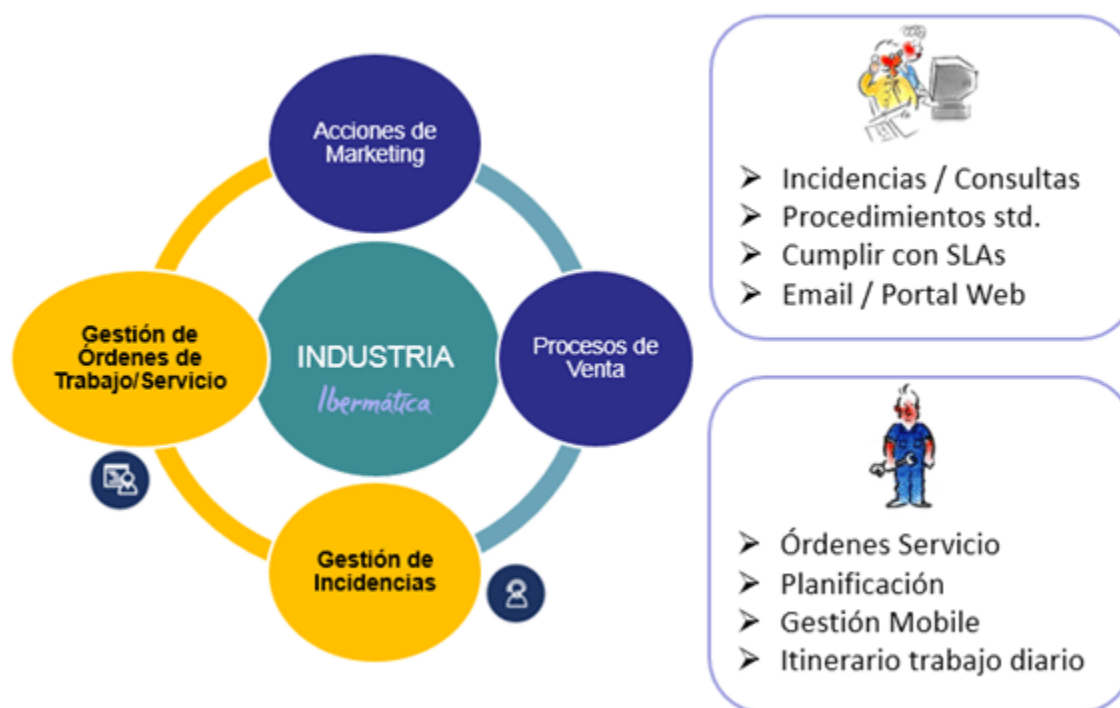 Acciones de
Marketing
Gestión de
Órdenes de
Trabajo/Servicio
INDUSTRIA
Ibermática
Procesos de
Venta
Gestión de
Incidencias
Incidencias / Consultas
Procedimientos std.
Cumplir con SLAs
Email / Portal Web
Órdenes Servicio
Planificación
Gestión Mobile
Itinerario trabajo diario